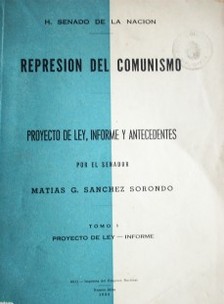 H. SENADO DE LA NACION
REPRESION DEL COMUNISMO
PROYECTO DE LEY, INFORME Y ANTECEDENTES
POR EL SENADOR
MATIAS G. SANCHEZ SORONDO
TOMO I
PROYECTO DE LEY — INFORME